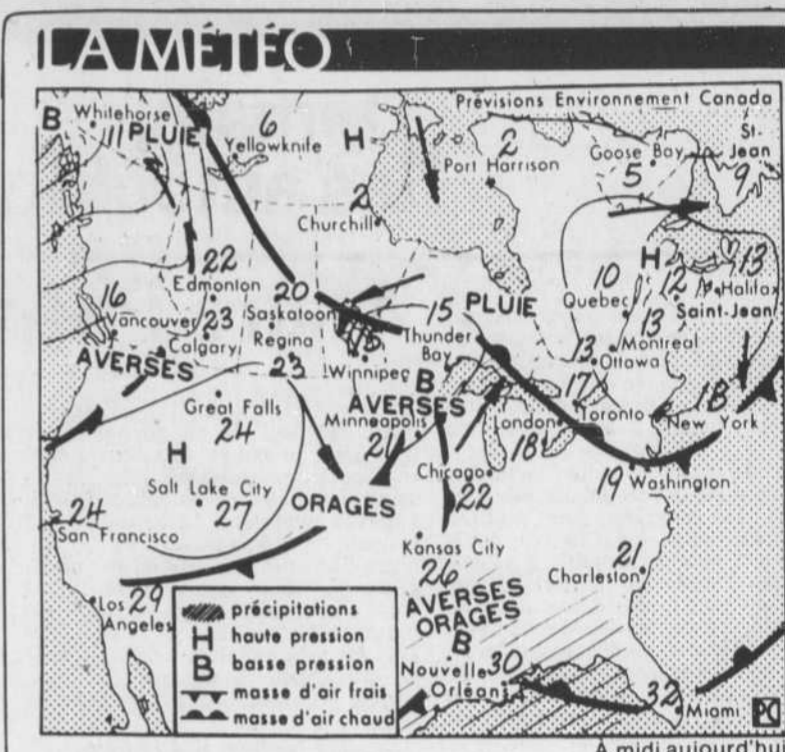 LA MÉTÉO
Prévisions Environnement Canada
B
Whitehorse
11
PLUIE
6
Yellowknife
H
2
Port Harrison
Goose Bay
5
St-
Jean
9
2
Churchill
22
Edmonton
20
Saskatoon
16
Vancouver
23
Calgary
Regina
23
15
Winnipeg
15
Thunder
Bay
PLUIE
10
Quebec
H
12
Saint-Jean
13
Halifax
13
Montreal
13
Ottawa
AVERSES
B
AVERSES
Great Falls
24
Minneapolis
21
London
18
17
Toronto
18
New York
H
Salt Lake City
27
ORAGES
Chicago
22
19
Washington
24
San Francisco
Kansas City
26
21
Charleston
29
Los
Angeles
AVERSES
ORAGES
B
Nouvelle
Orléans
30
32
Miami
PC
précipitations
H haute pression
B basse pression
masse d'air frais
masse d'air chaud
À midi aujourd'hui